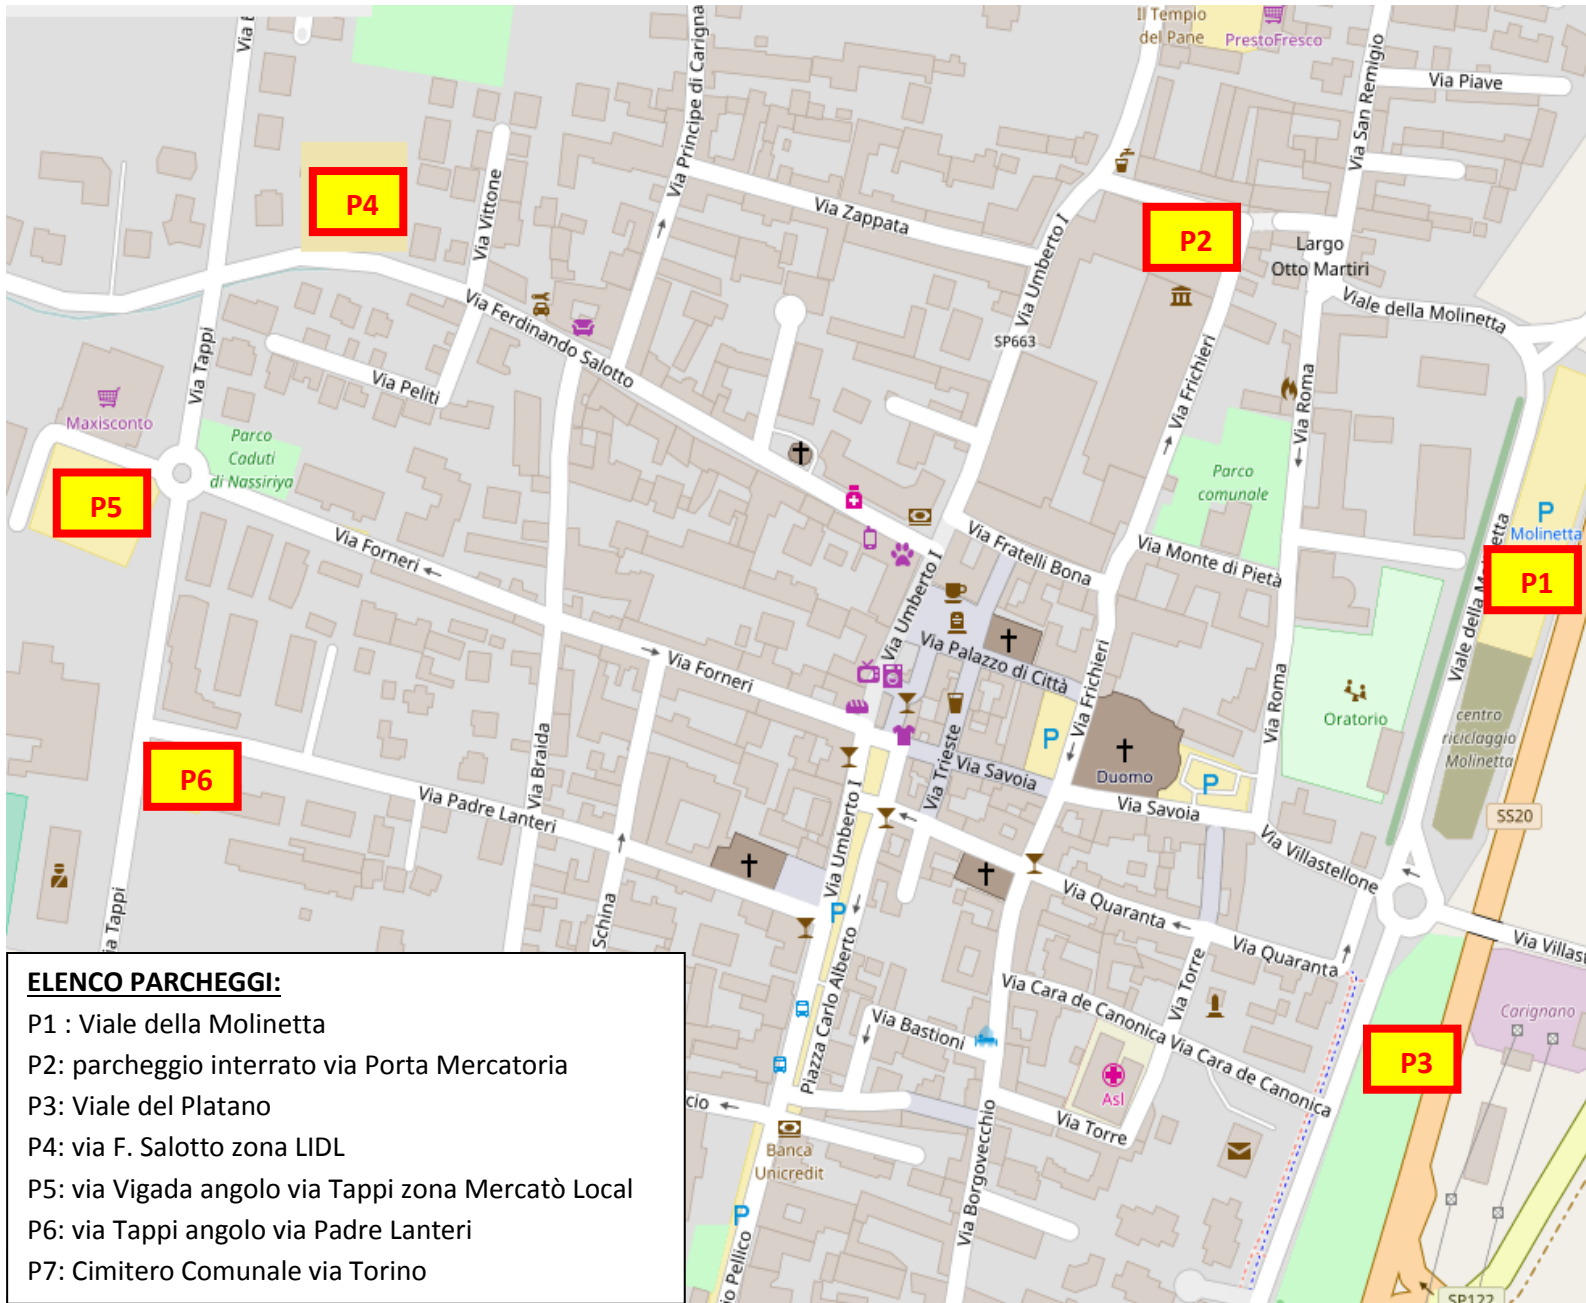 Il Tempio
del Pane
PrestoFresco
Via Piave
Via San Remigio
Via Principe di Carigna
P4
Via Vittone
Via Zappata
Via Umberto I
P2
Largo
Otto Martiri
Viale della Molinetta
SP663
Via Ferdinando Salotto
Via Tappi
Via Peliti
Via Frichieri
Via Roma
Maxisconto
Parco
Caduti
di Nassiriya
Parco
comunale
P5
P
Molinetta
Via Forneri
Via Fratelli Bona
Via Monte di Pietà
P1
Via Umberto I
Viale della Molinetta
Via Palazzo di Città
Via Forneri
Via Frichieri
Via Roma
Oratorio
centro
riciclaggio
Molinetta
P
Duomo
P
P6
Via Braida
Via Savoia
Via Trieste
Via Savoia
SS20
Via Padre Lanteri
Via Umberto I
Via Villastellone
ia Tappi
Schina
P
Via Quaranta
Via Quaranta
Via Villast
Piazza Carlo Alberto
Via Bastioni
Via Cara de Canonica
Via Torre
Via Cara de Canonica
Carignano
P3
Asl
Via Torre
cio
Banca
Unicredit
Via Borgovecchio
P
io Pellico
SP122
ELENCO PARCHEGGI:
P1 : Viale della Molinetta
P2: parcheggio interrato via Porta Mercatoria
P3: Viale del Platano
P4: via F. Salotto zona LIDL
P5: via Vigada angolo via Tappi zona Mercatò Local
P6: via Tappi angolo via Padre Lanteri
P7: Cimitero Comunale via Torino